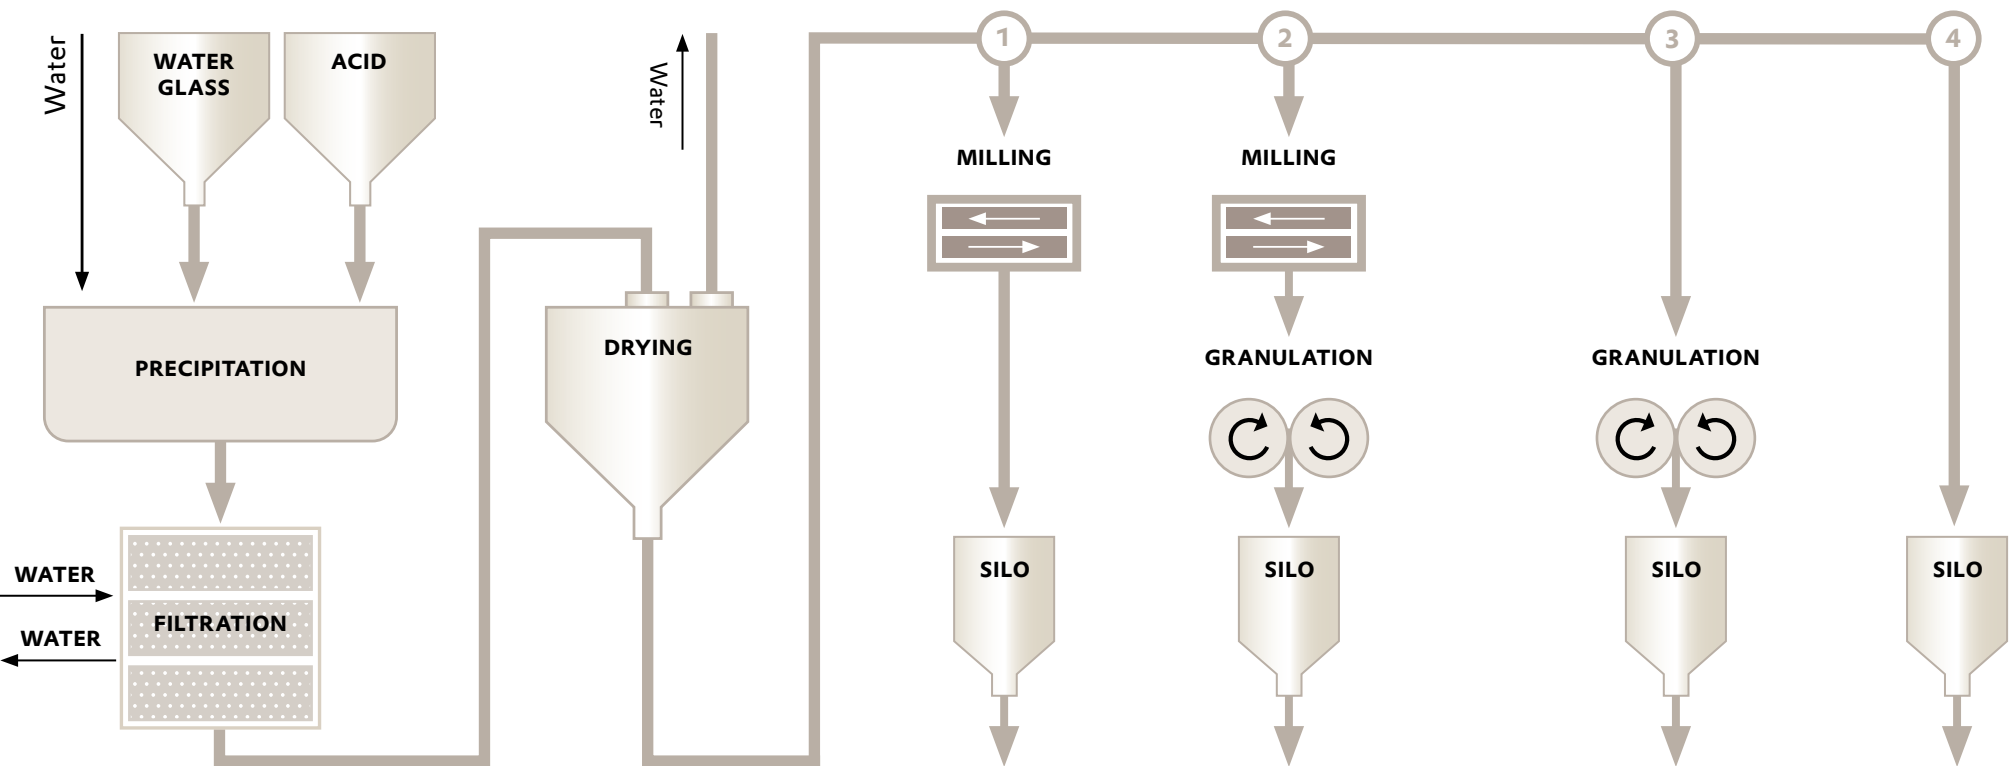 Water
WATER
GLASS
ACID
PRECIPITATION
WATER
WATER
FILTRATION
Water
DRYING
1
2
3
4
MILLING
MILLING
GRANULATION
GRANULATION
SILO
SILO
SILO
SILO